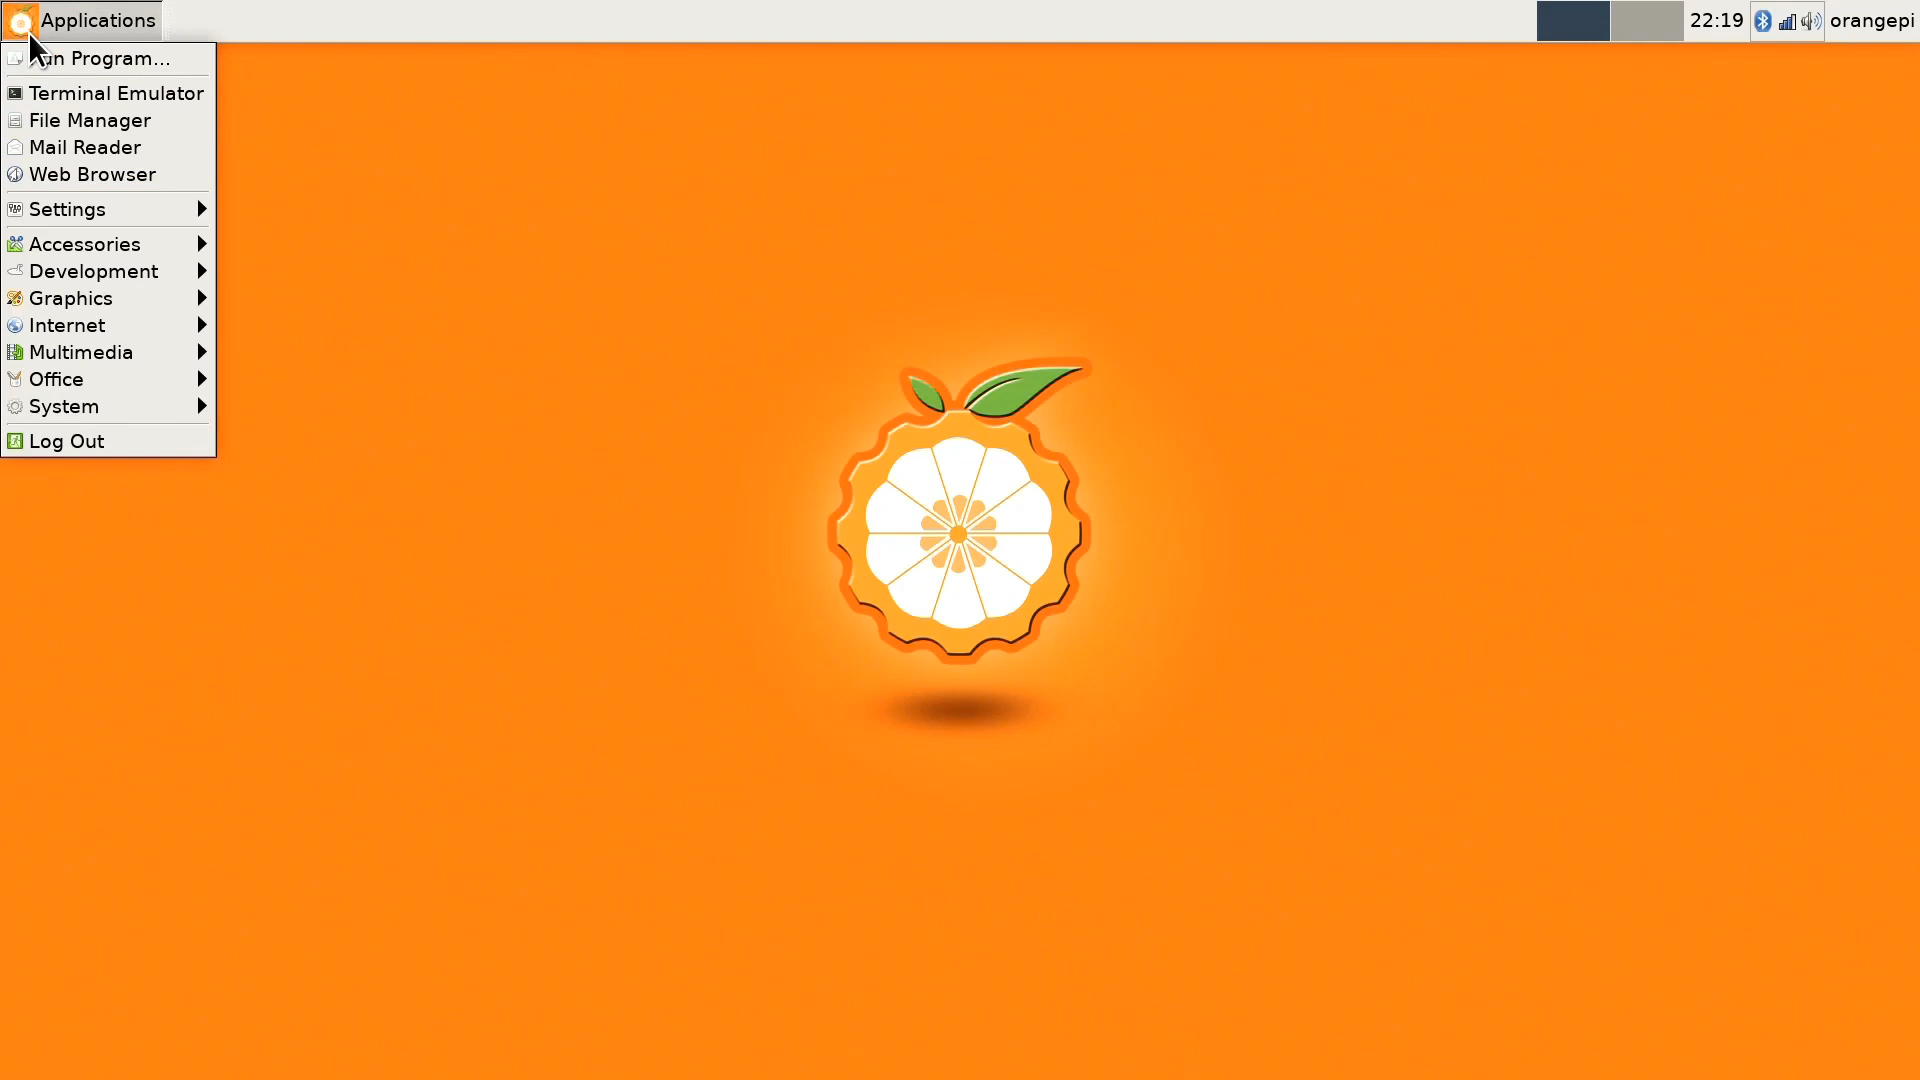 Applications
22:19
orangepi
Program...
Terminal Emulator
File Manager
Mail Reader
Web Browser
Settings
Accessories
Development
Graphics
Internet
Multimedia
Office
System
Log Out